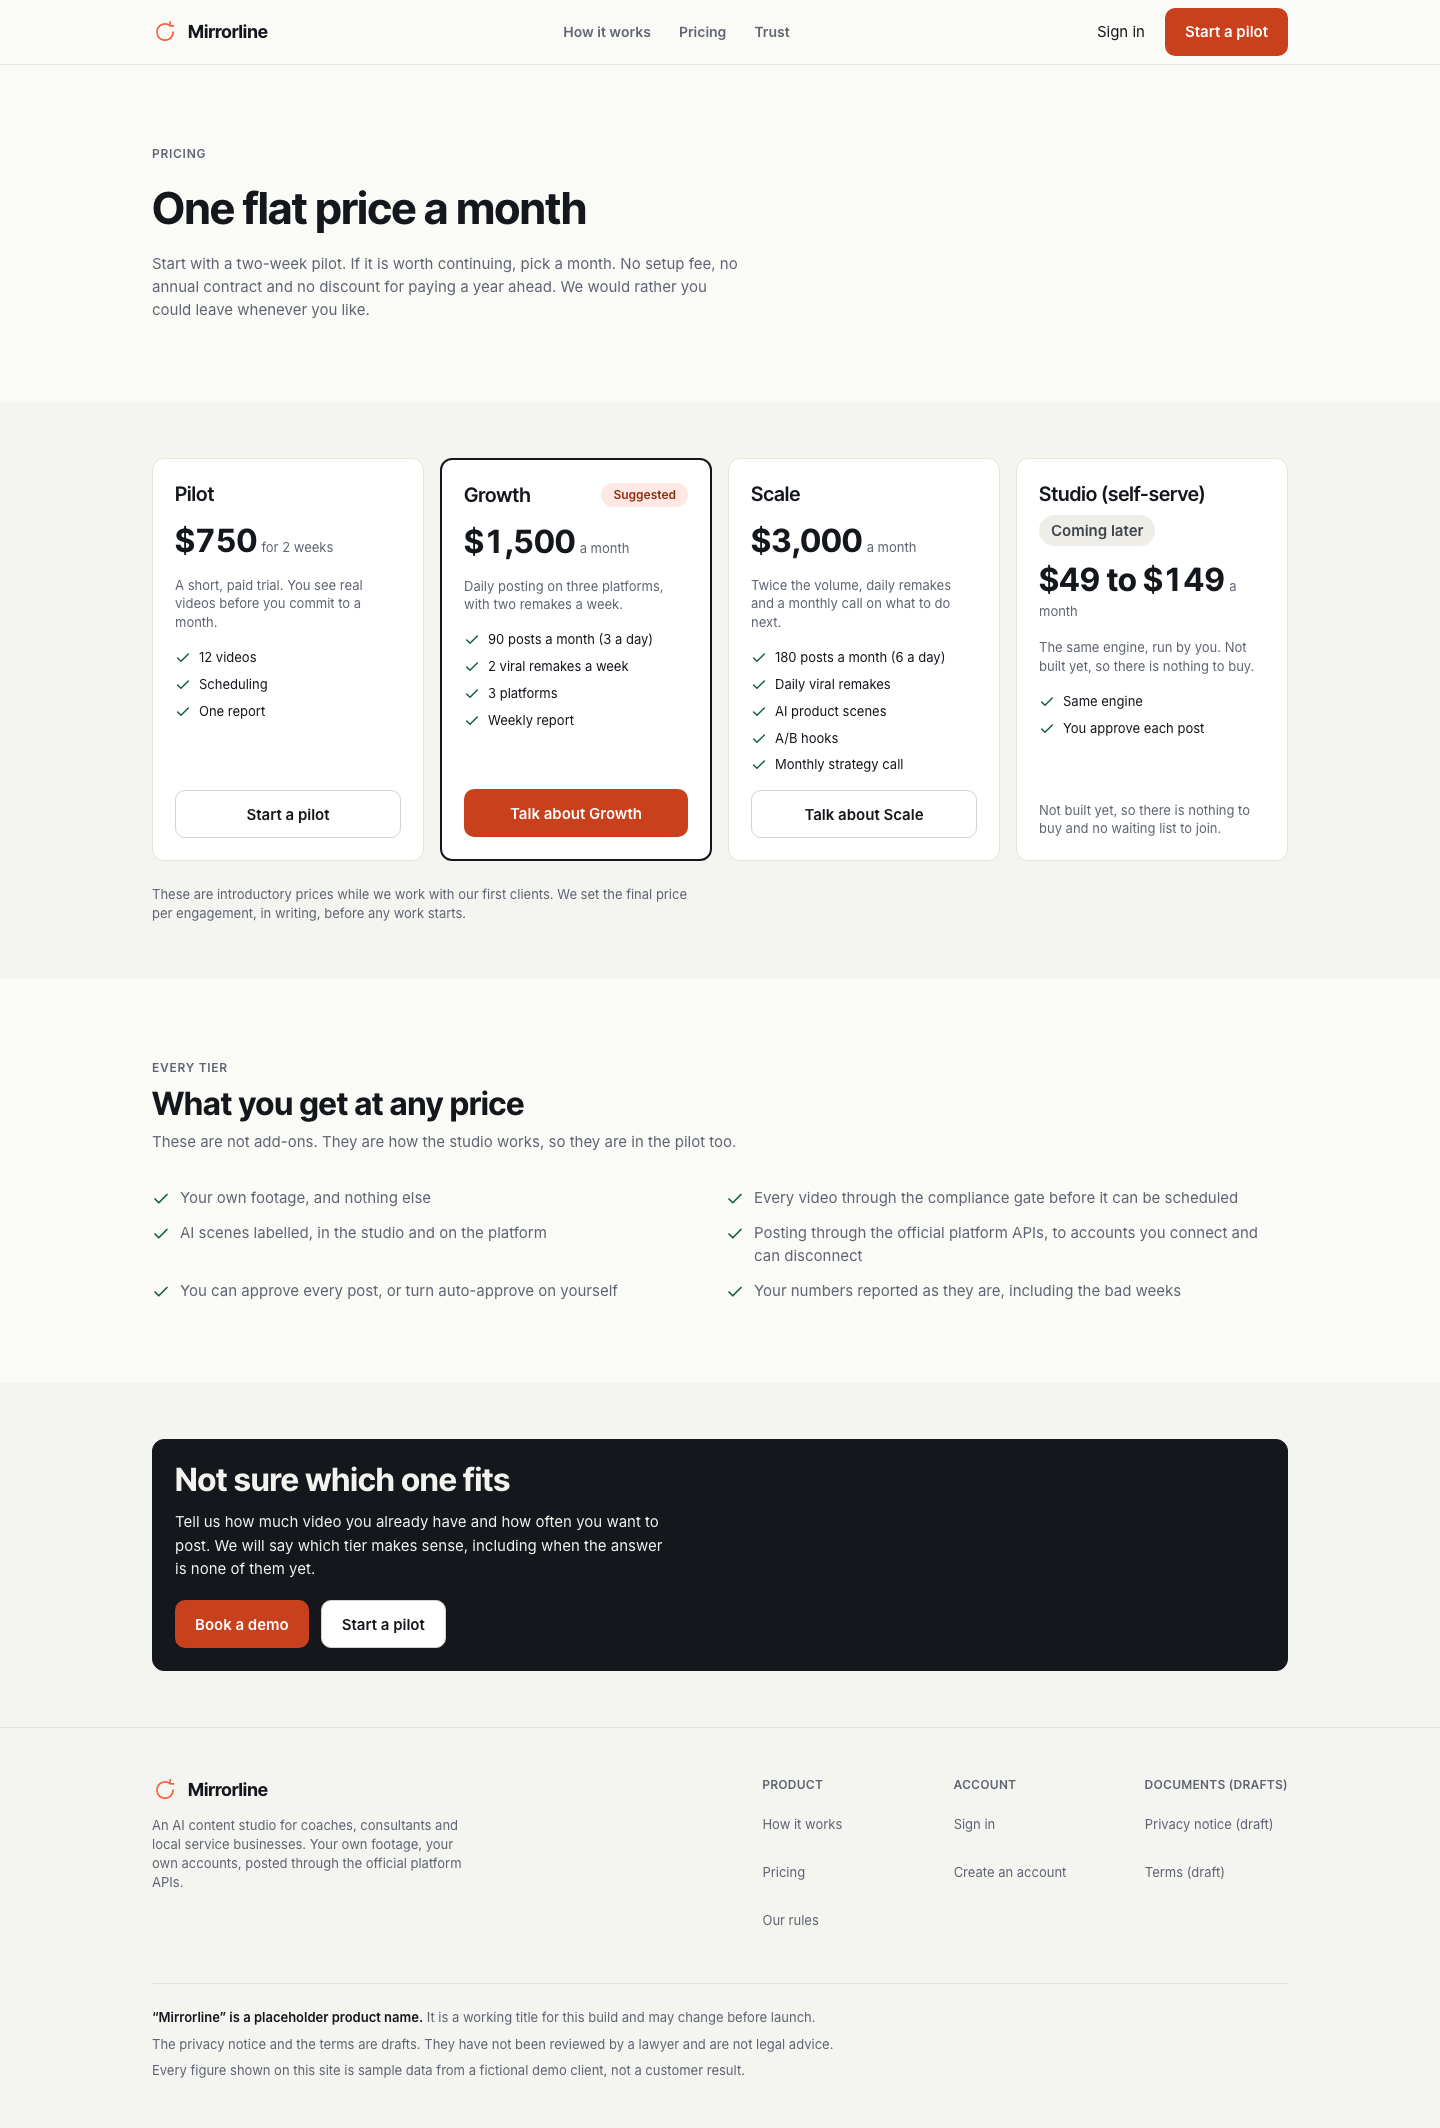 Mirrorline
How it works
Pricing
Trust
Sign in
Start a pilot
PRICING
One flat price a month
Start with a two-week pilot. If it is worth continuing, pick a month. No setup fee, no
annual contract and no discount for paying a year ahead. We would rather you
could leave whenever you like.
Pilot
$750 for 2 weeks
A short, paid trial. You see real
videos before you commit to a
month.
12 videos
Scheduling
One report
Start a pilot
Growth
Suggested
$1,500 a month
Daily posting on three platforms,
with two remakes a week.
90 posts a month (3 a day)
2 viral remakes a week
3 platforms
Weekly report
Talk about Growth
Scale
$3,000 a month
Twice the volume, daily remakes
and a monthly call on what to do
next.
180 posts a month (6 a day)
Daily viral remakes
AI product scenes
A/B hooks
Monthly strategy call
Talk about Scale
Studio (self-serve)
Coming later
$49 to $149 a
month
The same engine, run by you. Not
built yet, so there is nothing to buy.
Same engine
You approve each post
Not built yet, so there is nothing to
buy and no waiting list to join.
These are introductory prices while we work with our first clients. We set the final price
per engagement, in writing, before any work starts.
EVERY TIER
What you get at any price
These are not add-ons. They are how the studio works, so they are in the pilot too.
Your own footage, and nothing else
Every video through the compliance gate before it can be scheduled
AI scenes labelled, in the studio and on the platform
Posting through the official platform APIs, to accounts you connect and
can disconnect
You can approve every post, or turn auto-approve on yourself
Your numbers reported as they are, including the bad weeks
Not sure which one fits
Tell us how much video you already have and how often you want to
post. We will say which tier makes sense, including when the answer
is none of them yet.
Book a demo
Start a pilot
Mirrorline
An AI content studio for coaches, consultants and
local service businesses. Your own footage, your
own accounts, posted through the official platform
APIs.
PRODUCT
How it works
Pricing
Our rules
ACCOUNT
Sign in
Create an account
DOCUMENTS (DRAFTS)
Privacy notice (draft)
Terms (draft)
“Mirrorline” is a placeholder product name. It is a working title for this build and may change before launch.
The privacy notice and the terms are drafts. They have not been reviewed by a lawyer and are not legal advice.
Every figure shown on this site is sample data from a fictional demo client, not a customer result.